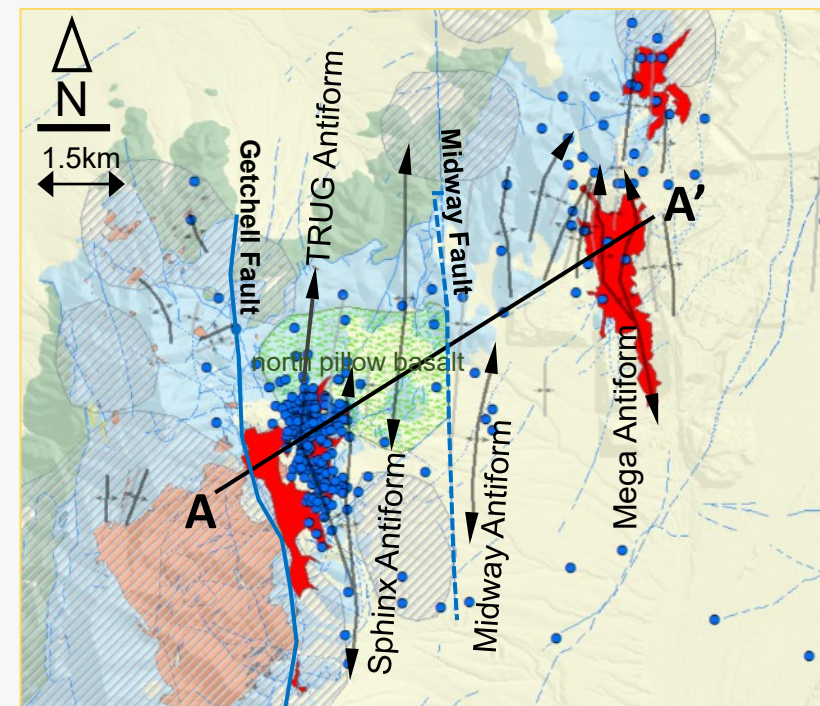 N
1.5km
Getchell Fault
TRUG Antiform
Midway Fault
A’
north pillow basalt
Mega Antiform
A
Sphinx Antiform
Midway Antiform